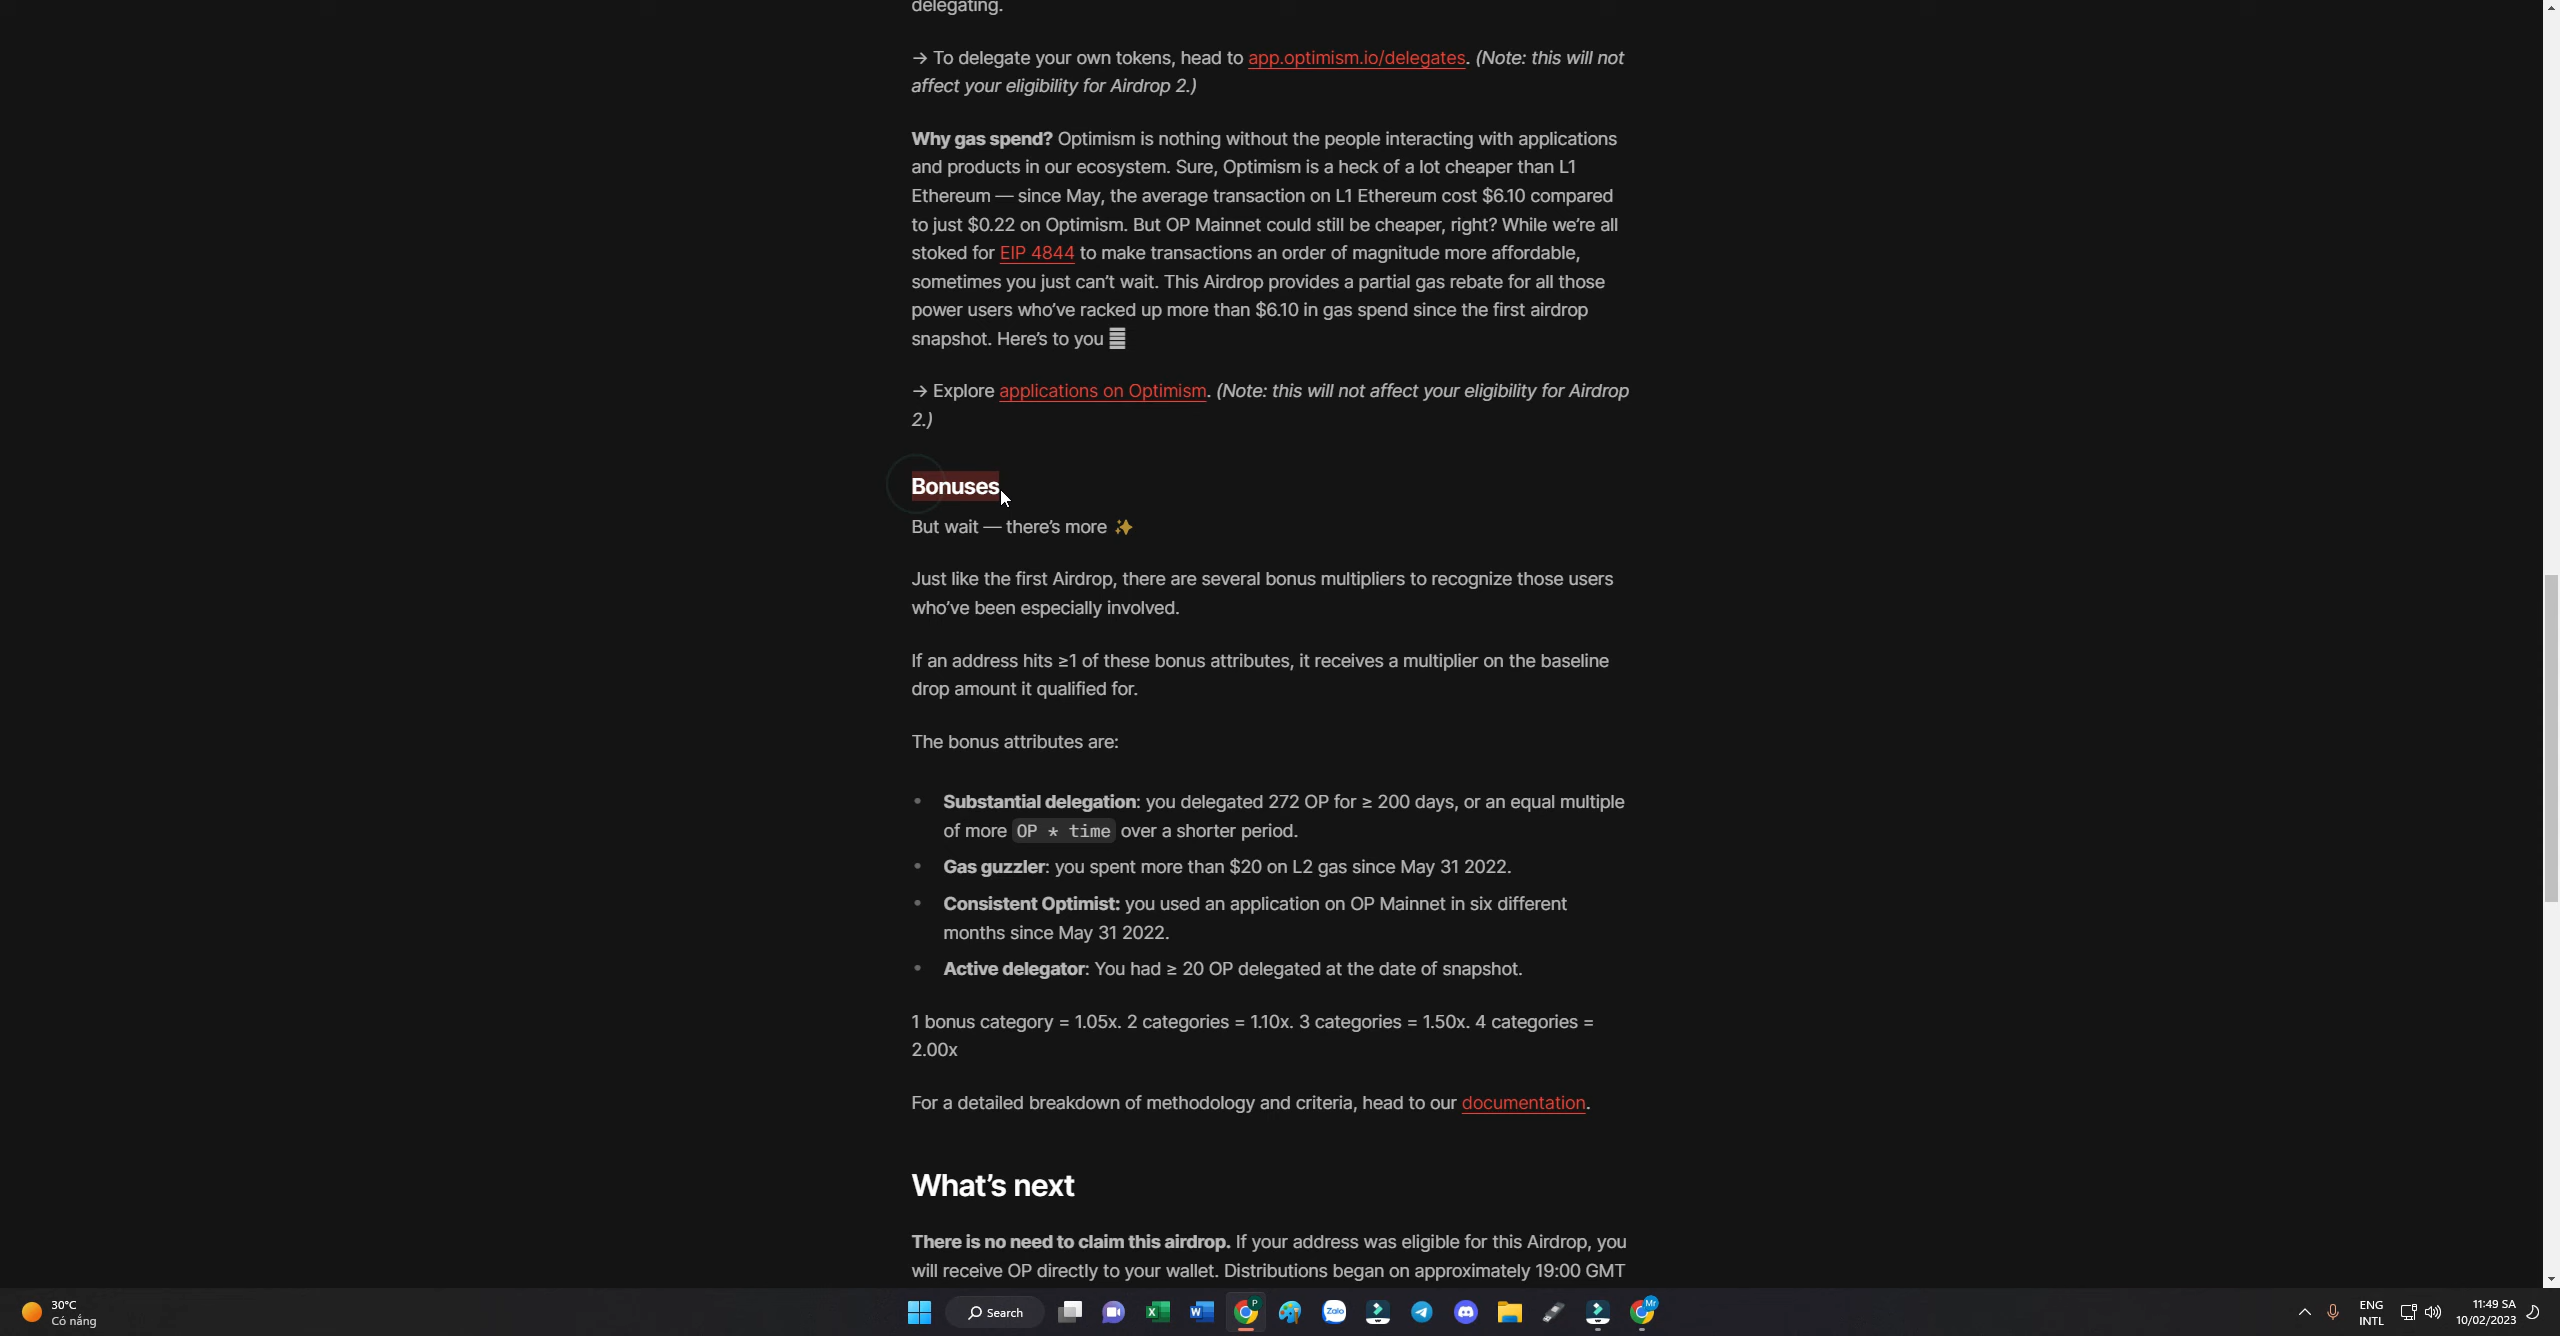 delegating.
→ To delegate your own tokens, head to app.optimism.io/delegates. (Note: this will not
affect your eligibility for Airdrop 2.)
Why gas spend? Optimism is nothing without the people interacting with applications
and products in our ecosystem. Sure, Optimism is a heck of a lot cheaper than L1
Ethereum — since May, the average transaction on L1 Ethereum cost $6.10 compared
to just $0.22 on Optimism. But OP Mainnet could still be cheaper, right? While we’re all
stoked for EIP 4844 to make transactions an order of magnitude more affordable,
sometimes you just can’t wait. This Airdrop provides a partial gas rebate for all those
power users who’ve racked up more than $6.10 in gas spend since the first airdrop
snapshot. Here’s to you
→ Explore applications on Optimism. (Note: this will not affect your eligibility for Airdrop
2.)
Bonuses
But wait — there’s more ✨
Just like the first Airdrop, there are several bonus multipliers to recognize those users
who’ve been especially involved.
If an address hits ≥1 of these bonus attributes, it receives a multiplier on the baseline
drop amount it qualified for.
The bonus attributes are:
• Substantial delegation: you delegated 272 OP for ≥ 200 days, or an equal multiple
of more OP * time over a shorter period.
• Gas guzzler: you spent more than $20 on L2 gas since May 31 2022.
• Consistent Optimist: you used an application on OP Mainnet in six different
months since May 31 2022.
• Active delegator: You had ≥ 20 OP delegated at the date of snapshot.
1 bonus category = 1.05x. 2 categories = 1.10x. 3 categories = 1.50x. 4 categories =
2.00x
For a detailed breakdown of methodology and criteria, head to our documentation.
What’s next
There is no need to claim this airdrop. If your address was eligible for this Airdrop, you
will receive OP directly to your wallet. Distributions began on approximately 19:00 GMT
30°C
Có nắng
Search
Zalo
P
Mr
ENG
INTL
11:49 SA
10/02/2023